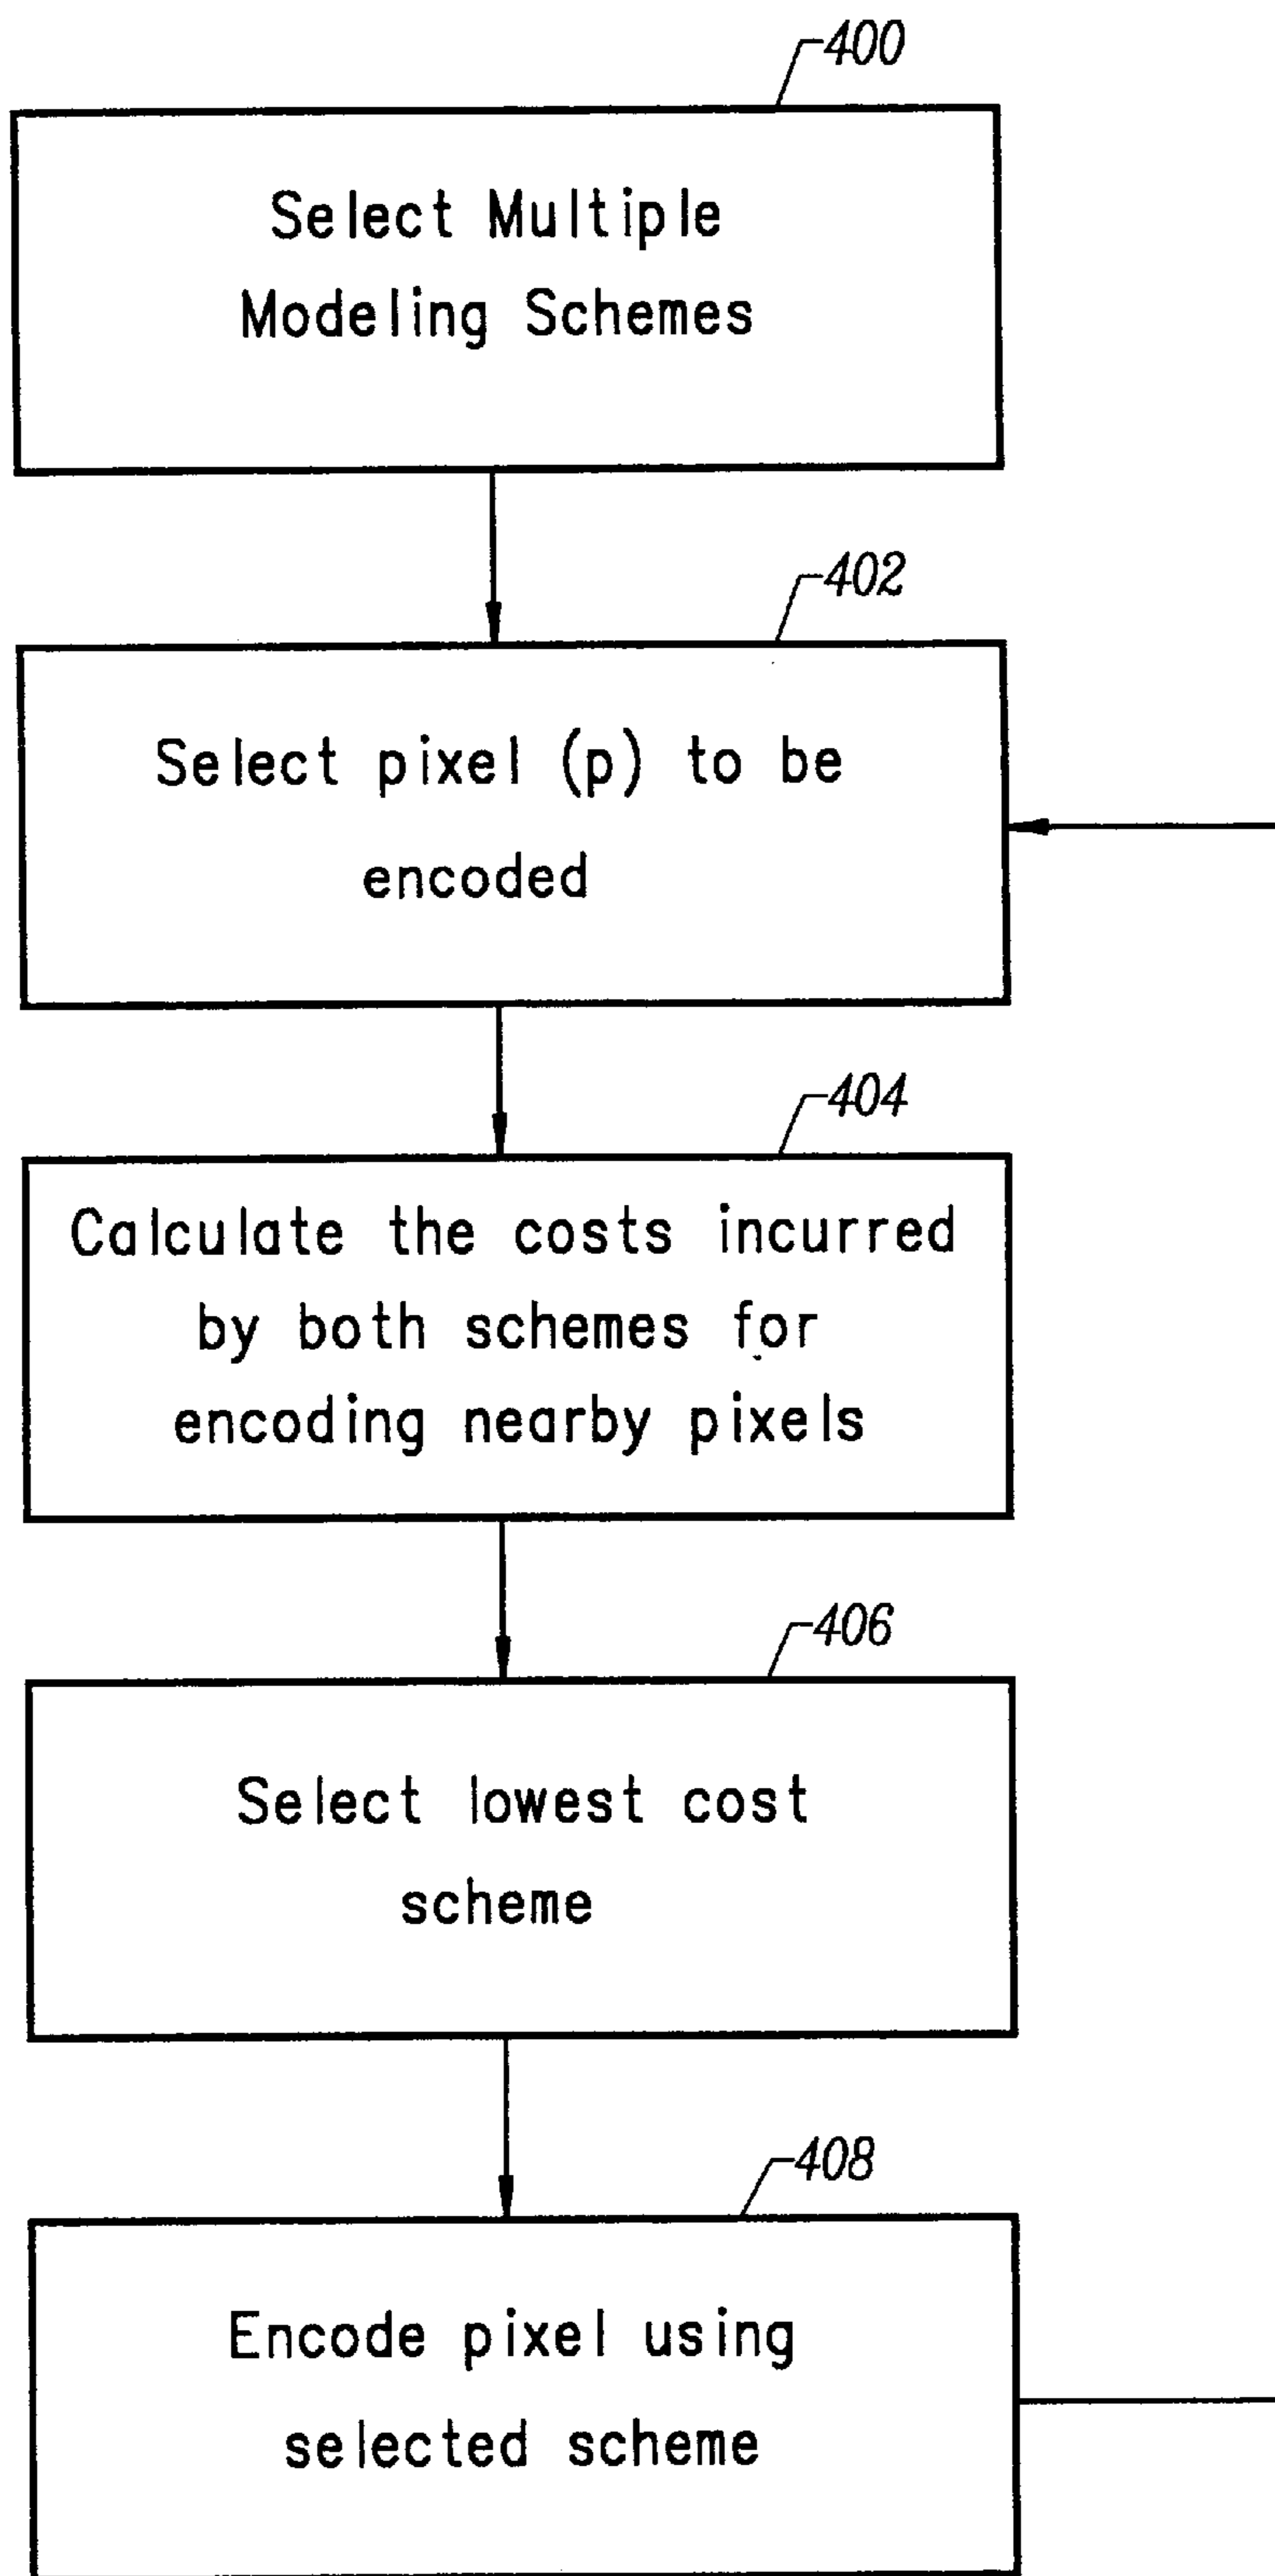 400
Select Multiple
Modeling Schemes
402
Select pixel (p) to be
encoded
404
Calculate the costs incurred
by both schemes for
encoding nearby pixels
406
Select lowest cost
scheme
408
Encode pixel using
selected scheme